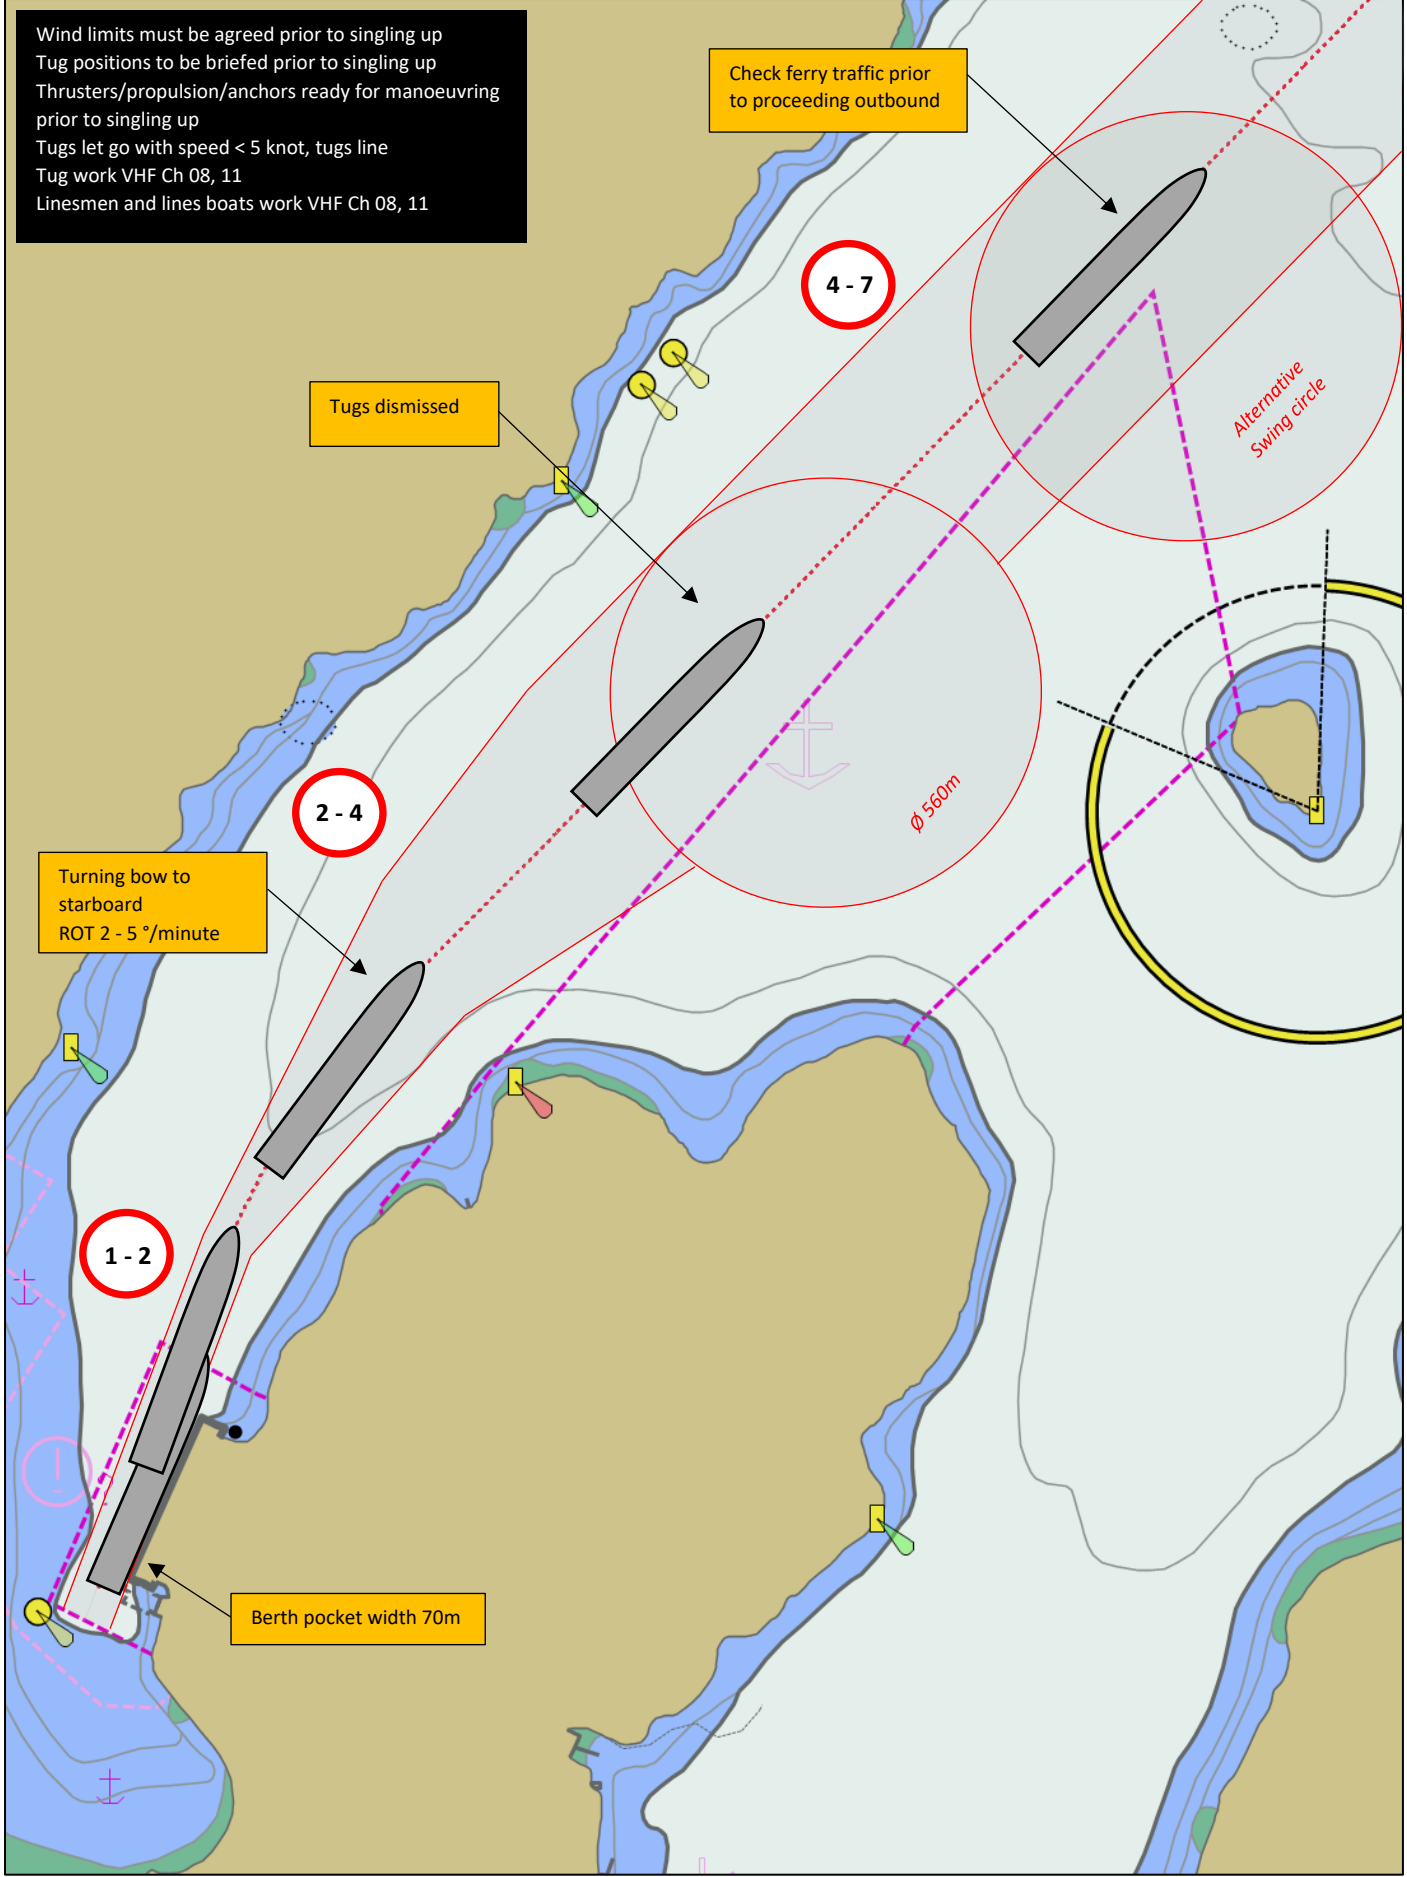 Wind limits must be agreed prior to singling up
Tug positions to be briefed prior to singling up
Thrusters/propulsion/anchors ready for manoeuvring
prior to singling up
Tugs let go with speed < 5 knot, tugs line
Tug work VHF Ch 08, 11
Linesmen and lines boats work VHF Ch 08, 11
Check ferry traffic prior
to proceeding outbound
4 - 7
Alternative
Swing circle
Tugs dismissed
Ø 560m
2 - 4
Turning bow to
starboard
ROT 2 - 5 °/minute
1 - 2
Berth pocket width 70m